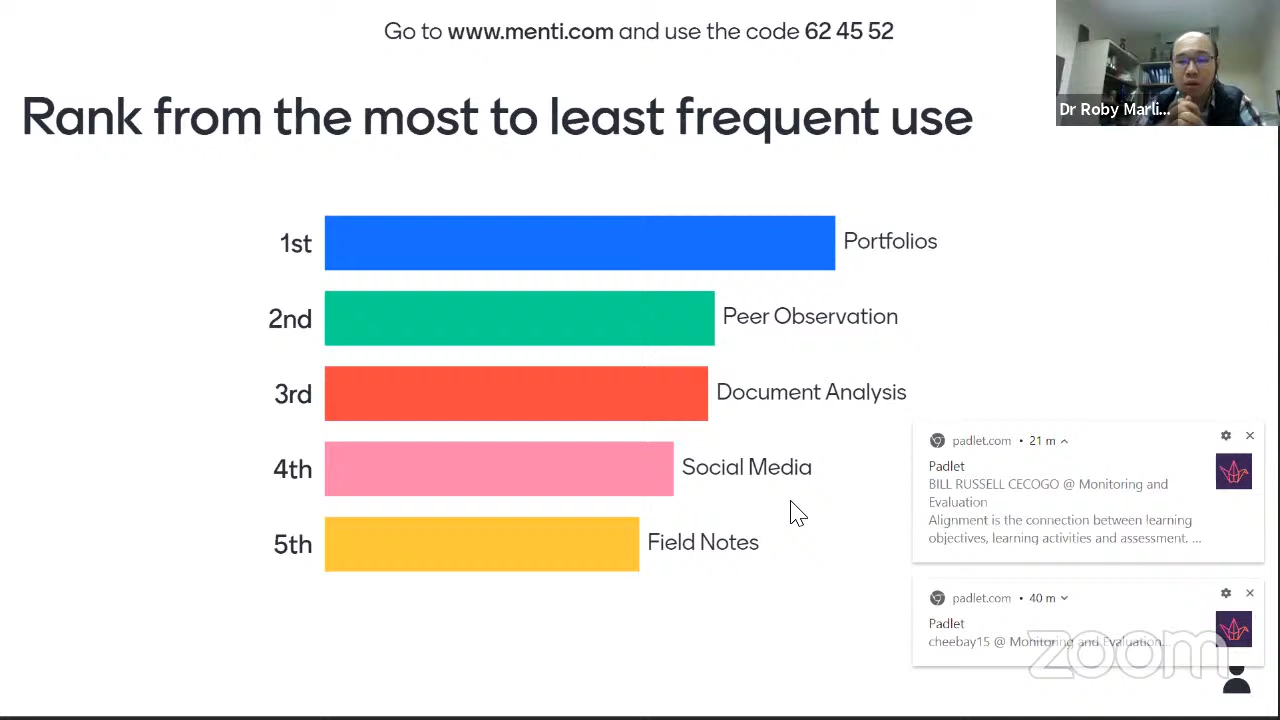 Go to www.menti.com and use the code 62 45 52
Dr Roby Marli...
Rank from the most to least frequent use
1st Portfolios
2nd Peer Observation
3rd Document Analysis
4th Social Media
5th Field Notes
padlet.com • 21 m
Padlet
BILL RUSSELL CECOGO @ Monitoring and
Evaluation
Alignment is the connection between learning
objectives, learning activities and assessment. ...
padlet.com • 40 m
Padlet
cheebay15 @ Monitoring and Evaluation...
zoom